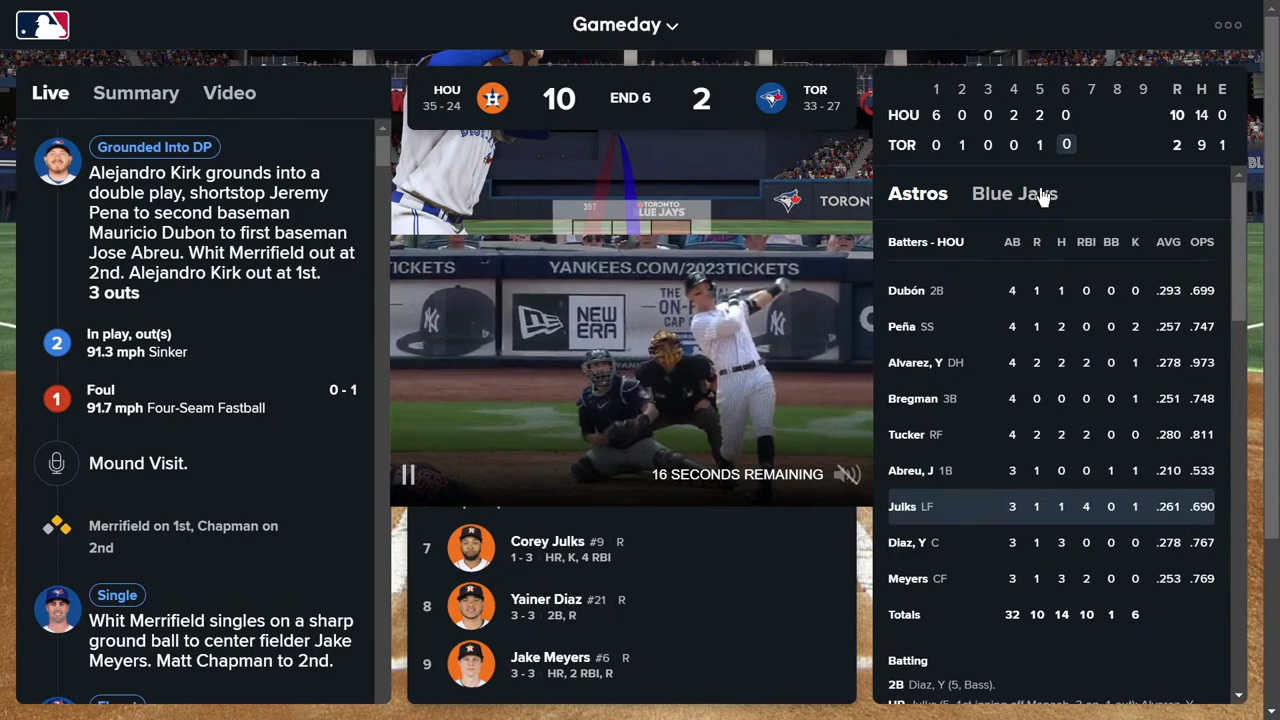 Gameday
Live Summary Video
Grounded Into DP
Alejandro Kirk grounds into a
double play, shortstop Jeremy
Pena to second baseman
Mauricio Dubon to first baseman
Jose Abreu. Whit Merrifield out at
2nd. Alejandro Kirk out at 1st.
3 outs
2
In play, out(s)
91.3 mph Sinker
1
Foul 0 - 1
91.7 mph Four-Seam Fastball
Mound Visit.
Merrifield on 1st, Chapman on
2nd
Single
Whit Merrifield singles on a sharp
ground ball to center fielder Jake
Meyers. Matt Chapman to 2nd.
HOU 10 END 6 2 TOR
35 - 24 33 - 27
TORON
397
TORONTO
BLUE JAYS
CKETS YANKEES.COM/2023TICKETS
THE
NEW
ERA
16 SECONDS REMAINING
7 Corey Julks #9 R
1 - 3 | HR, K, 4 RBI
8 Yainer Diaz #21 R
3 - 3 | 2B, R
9 Jake Meyers #6 R
3 - 3 | HR, 2 RBI, R
1 2 3 4 5 6 7 8 9 R H E
HOU 6 0 0 2 2 0 10 14 0
TOR 0 1 0 0 1 0 2 9 1
Astros Blue Jays
Batters - HOU AB R H RBI BB K AVG OPS
Dubón 2B 4 1 1 0 0 0 .293 .699
Peña SS 4 1 2 0 0 2 .257 .747
Alvarez, Y DH 4 2 2 2 0 1 .278 .973
Bregman 3B 4 0 0 0 0 1 .251 .748
Tucker RF 4 2 2 2 0 1 .280 .811
Abreu, J 1B 3 1 0 0 1 1 .210 .533
Julks LF 3 1 1 4 0 1 .261 .690
Diaz, Y C 3 1 3 0 0 0 .278 .767
Meyers CF 3 1 3 2 0 0 .253 .769
Totals 32 10 14 10 1 6
Batting
2B Diaz, Y (5, Bass).